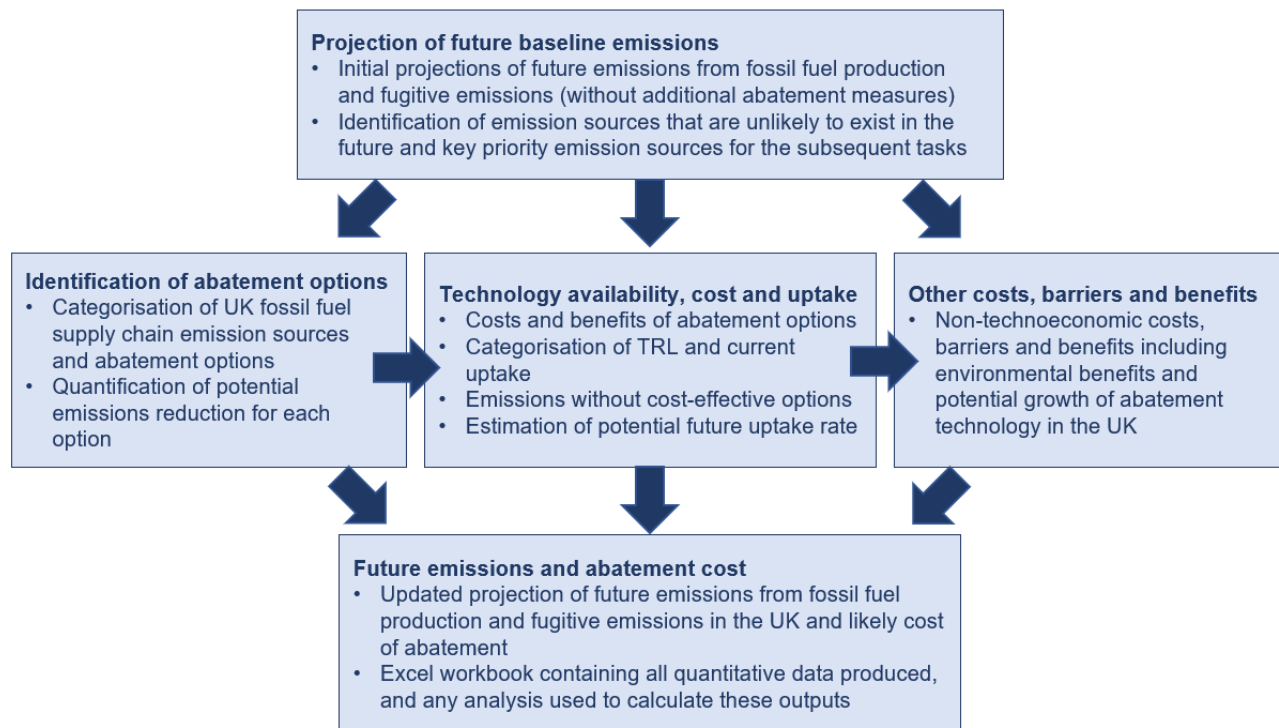 Projection of future baseline emissions
• Initial projections of future emissions from fossil fuel production
and fugitive emissions (without additional abatement measures)
• Identification of emission sources that are unlikely to exist in the
future and key priority emission sources for the subsequent tasks
Identification of abatement options
• Categorisation of UK fossil fuel
supply chain emission sources
and abatement options
• Quantification of potential
emissions reduction for each
option
Technology availability, cost and uptake
• Costs and benefits of abatement options
• Categorisation of TRL and current
uptake
• Emissions without cost-effective options
• Estimation of potential future uptake rate
Other costs, barriers and benefits
• Non-technoeconomic costs,
barriers and benefits including
environmental benefits and
potential growth of abatement
technology in the UK
Future emissions and abatement cost
• Updated projection of future emissions from fossil fuel
production and fugitive emissions in the UK and likely cost
of abatement
• Excel workbook containing all quantitative data produced,
and any analysis used to calculate these outputs